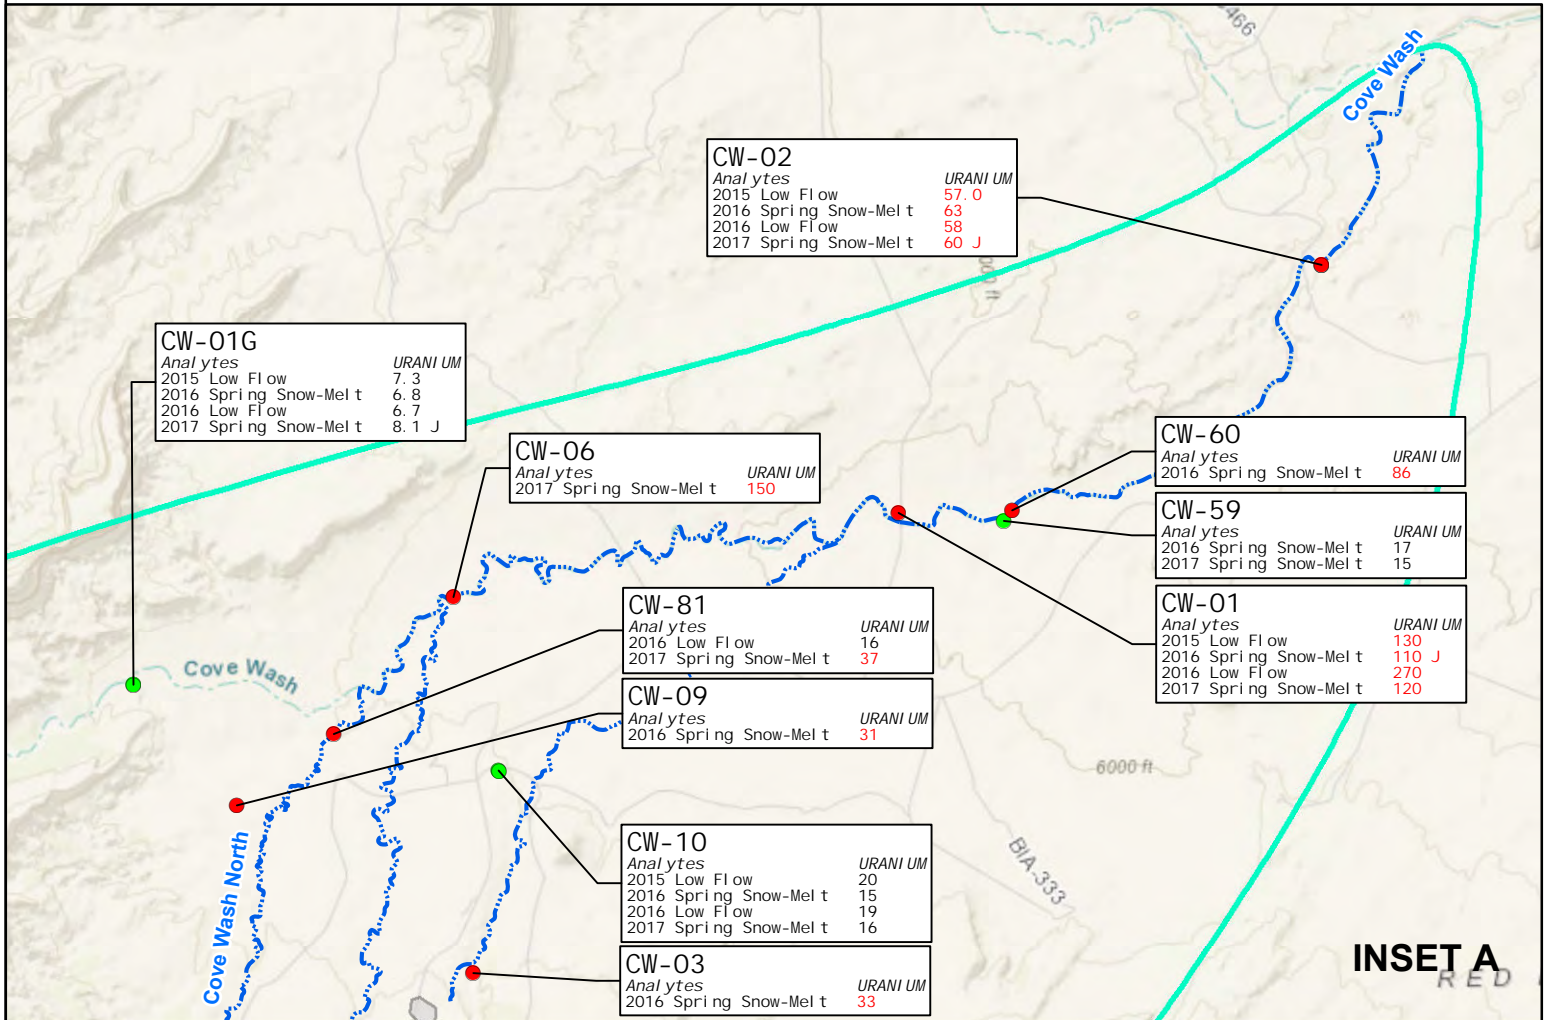 466
Cove Wash
CW-02
Analytes URANIUM
2015 Low Flow 57.0
2016 Spring Snow-Melt 63
2016 Low Flow 58
2017 Spring Snow-Melt 60 J
CW-01G
Analytes URANIUM
2015 Low Flow 7.3
2016 Spring Snow-Melt 6.8
2016 Low Flow 6.7
2017 Spring Snow-Melt 8.1 J
CW-06
Analytes URANIUM
2017 Spring Snow-Melt 150
CW-60
Analytes URANIUM
2016 Spring Snow-Melt 86
CW-59
Analytes URANIUM
2016 Spring Snow-Melt 17
2017 Spring Snow-Melt 15
CW-01
Analytes URANIUM
2015 Low Flow 130
2016 Spring Snow-Melt 110 J
2016 Low Flow 270
2017 Spring Snow-Melt 120
CW-81
Analytes URANIUM
2016 Low Flow 16
2017 Spring Snow-Melt 37
Cove Wash
CW-09
Analytes URANIUM
2016 Spring Snow-Melt 31
6000 ft
CW-10
Analytes URANIUM
2015 Low Flow 20
2016 Spring Snow-Melt 15
2016 Low Flow 19
2017 Spring Snow-Melt 16
BIA-333
Cove Wash North
CW-03
Analytes URANIUM
2016 Spring Snow-Melt 33
INSET A
RED